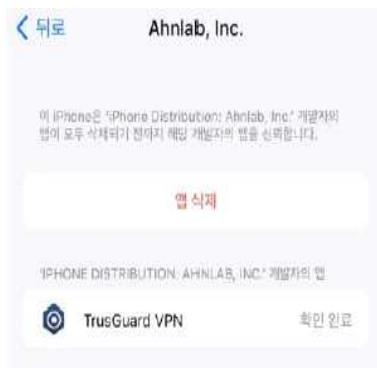 뒤로
Ahnlab, Inc.
이 iPhone은 "iPhone Distribution: Ahnlab, Inc." 개발자의
앱이 모두 삭제되기 전까지 해당 개발자의 앱을 신뢰합니다.
앱 삭제
"IPHONE DISTRIBUTION: AHNLAB, INC." 개발자의 앱
TrusGuard VPN
확인 완료